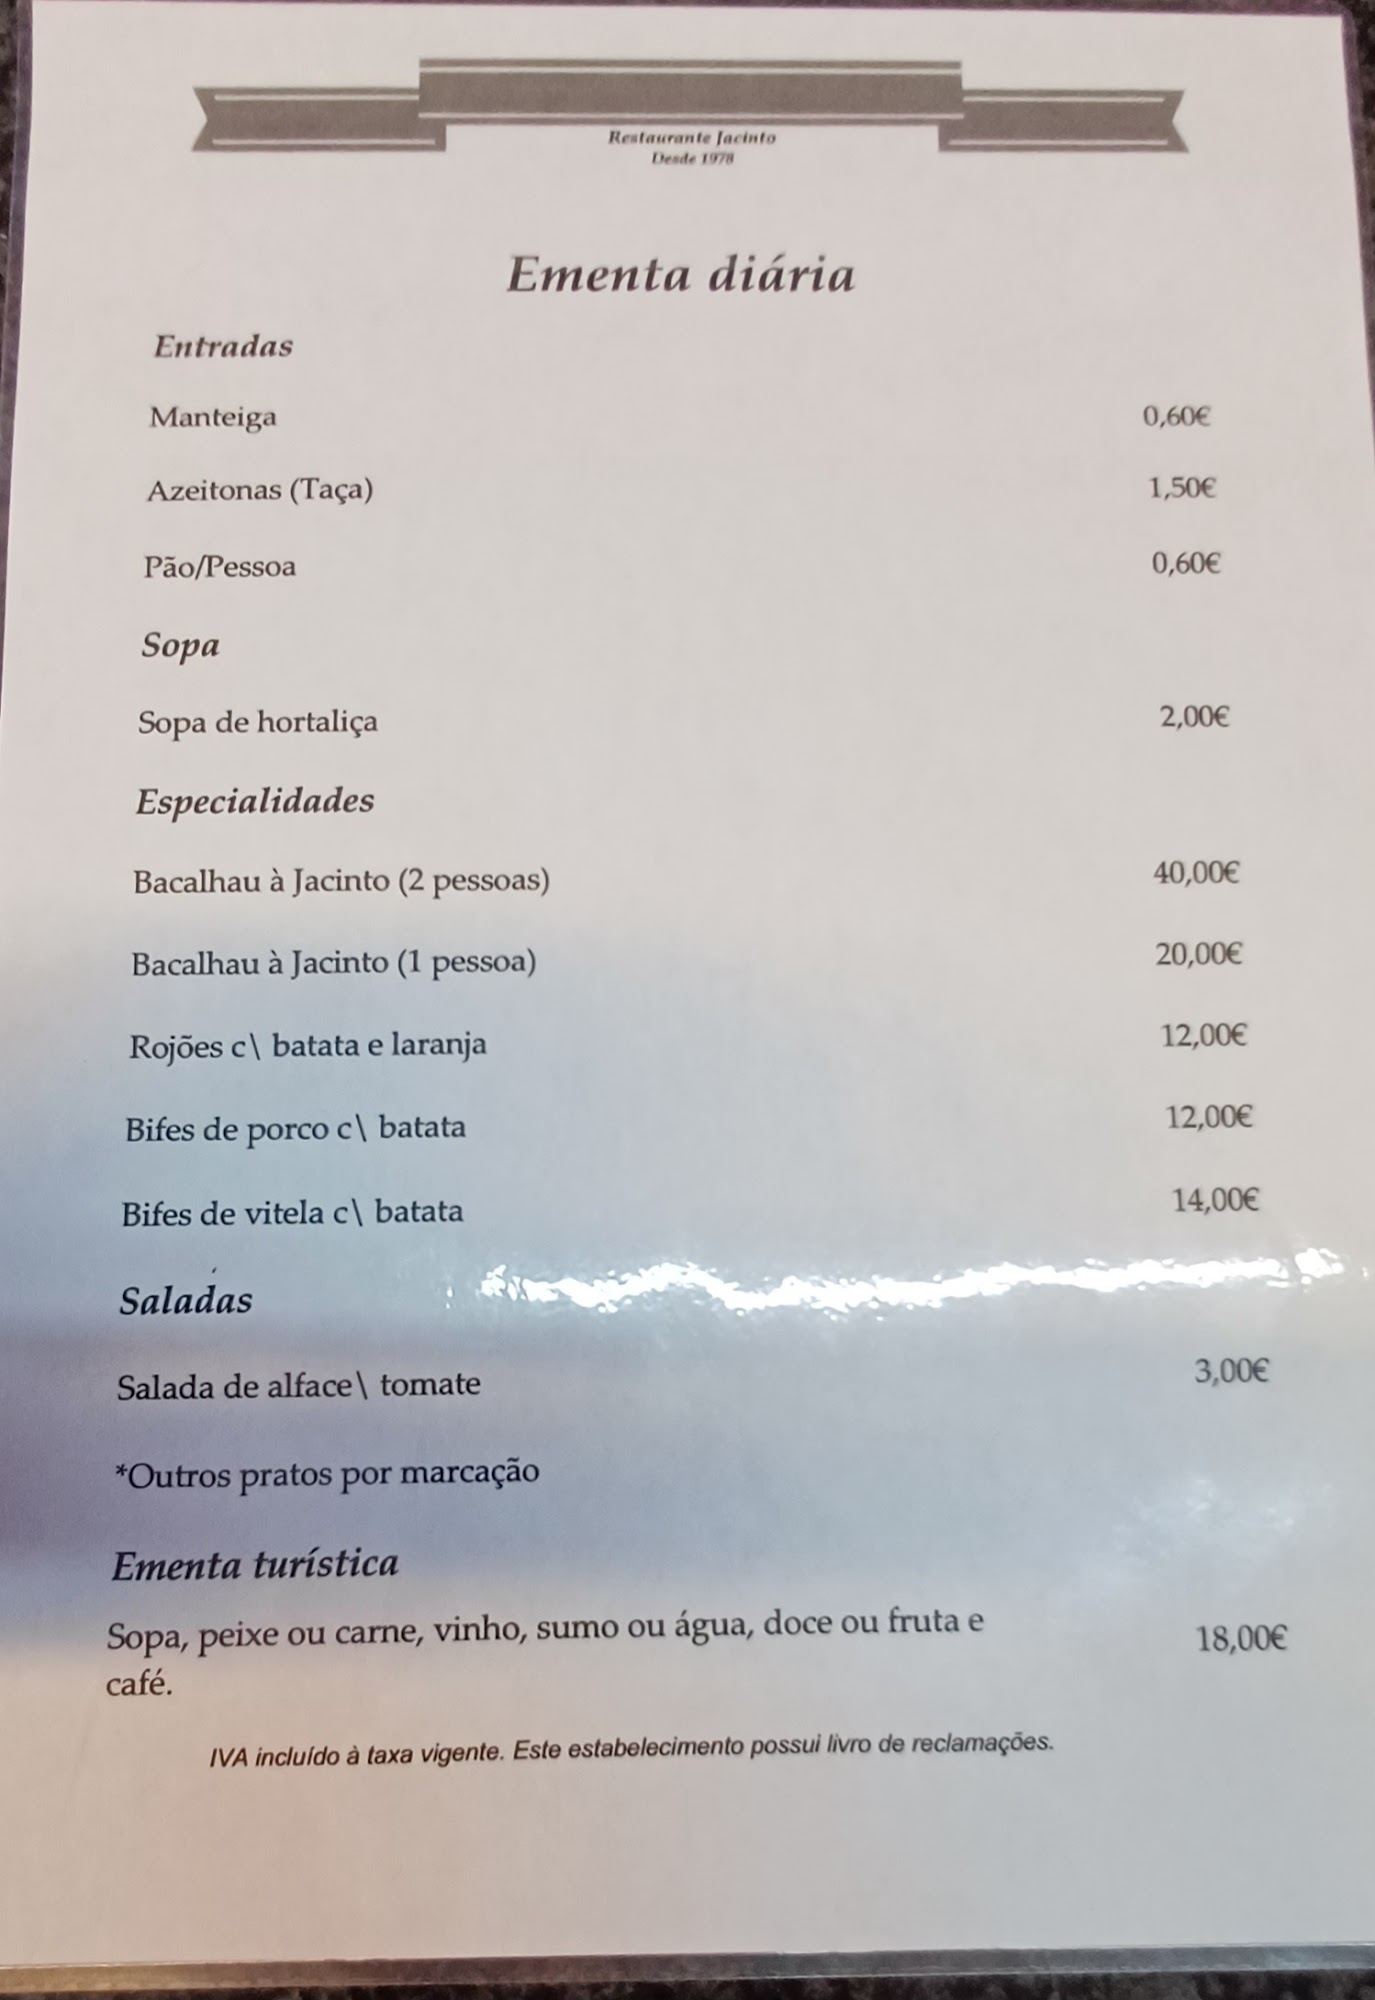 Restaurante Jacinto
Desde 1978
Ementa diária
Entradas
Manteiga 0,60€
Azeitonas (Taça) 1,50€
Pão/Pessoa 0,60€
Sopa
Sopa de hortaliça 2,00€
Especialidades
Bacalhau à Jacinto (2 pessoas) 40,00€
Bacalhau à Jacinto (1 pessoa) 20,00€
Rojões c\ batata e laranja 12,00€
Bifes de porco c\ batata 12,00€
Bifes de vitela c\ batata 14,00€
Saladas
Salada de alface\ tomate 3,00€
*Outros pratos por marcação
Ementa turística
Sopa, peixe ou carne, vinho, sumo ou água, doce ou fruta e 18,00€
café.
IVA incluído à taxa vigente. Este estabelecimento possui livro de reclamações.